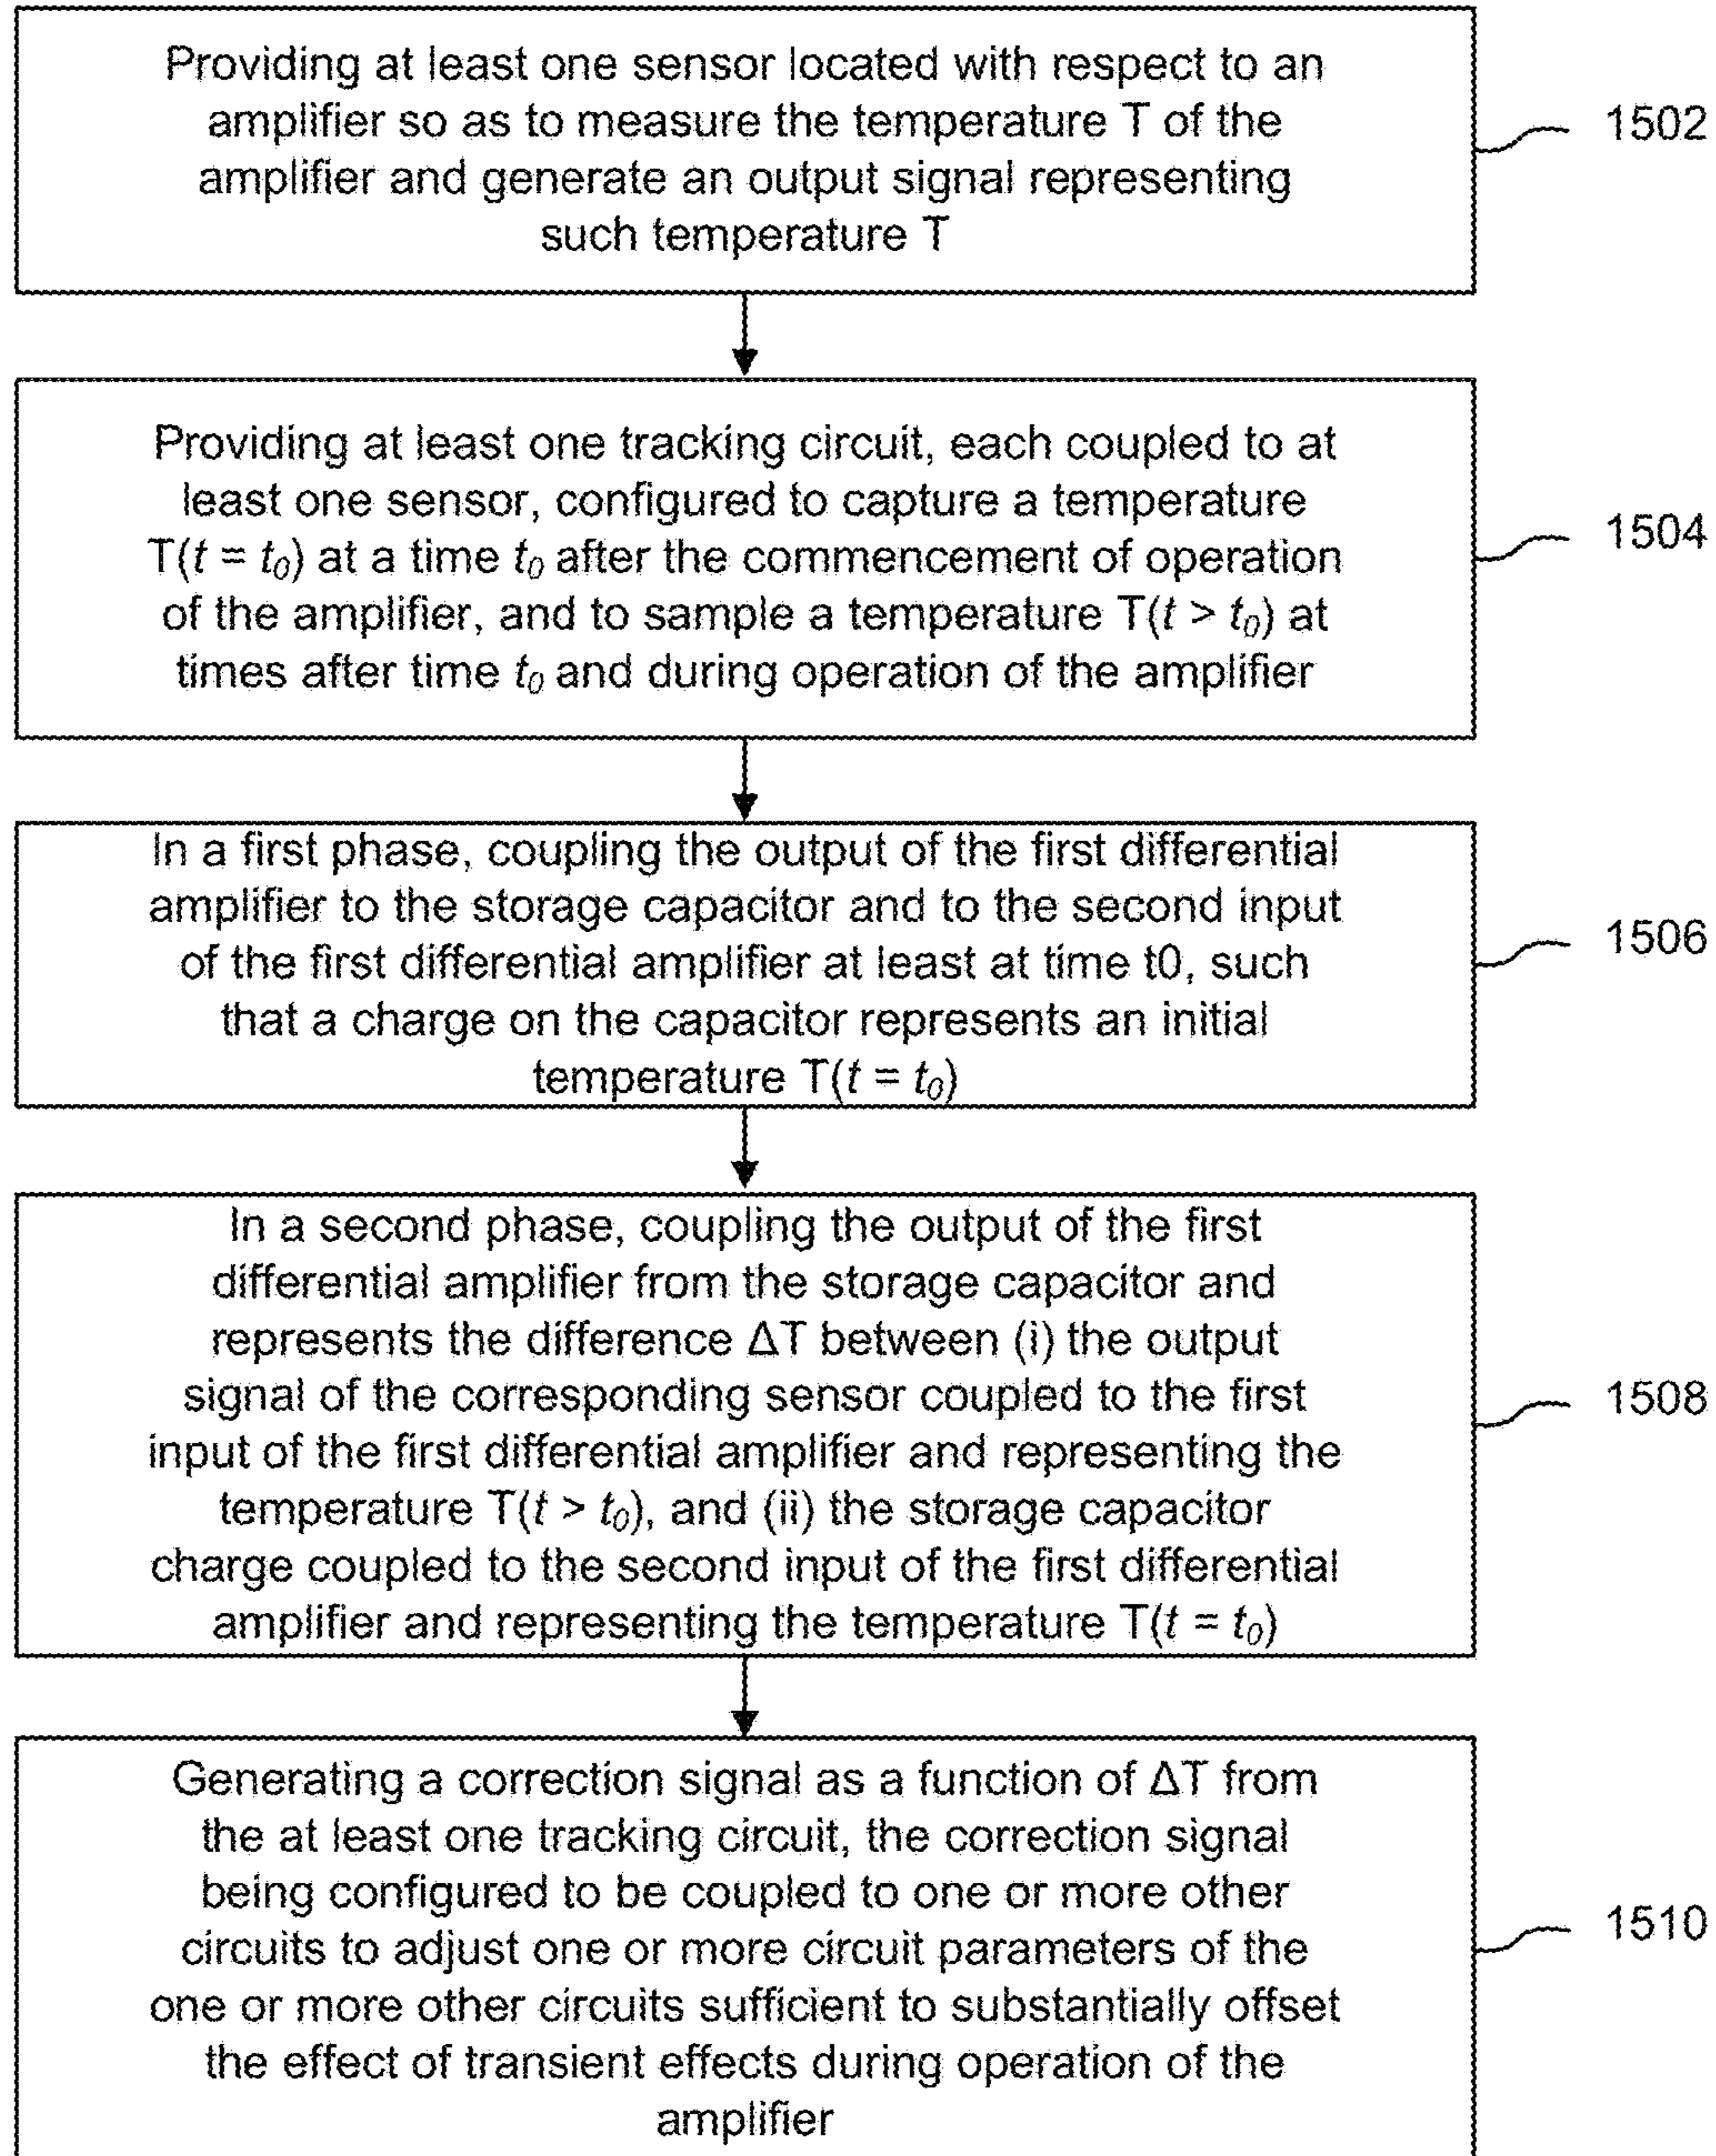 Providing at least one sensor located with respect to an
amplifier so as to measure the temperature T of the
amplifier and generate an output signal representing
such temperature T
1502
Providing at least one tracking circuit, each coupled to at
least one sensor, configured to capture a temperature
T(t = t0) at a time t0 after the commencement of operation
of the amplifier, and to sample a temperature T(t > t0) at
times after time t0 and during operation of the amplifier
1504
In a first phase, coupling the output of the first differential
amplifier to the storage capacitor and to the second input
of the first differential amplifier at least at time t0, such
that a charge on the capacitor represents an initial
temperature T(t = t0)
1506
In a second phase, coupling the output of the first
differential amplifier from the storage capacitor and
represents the difference ΔT between (i) the output
signal of the corresponding sensor coupled to the first
input of the first differential amplifier and representing the
temperature T(t > t0), and (ii) the storage capacitor
charge coupled to the second input of the first differential
amplifier and representing the temperature T(t = t0)
1508
Generating a correction signal as a function of ΔT from
the at least one tracking circuit, the correction signal
being configured to be coupled to one or more other
circuits to adjust one or more circuit parameters of the
one or more other circuits sufficient to substantially offset
the effect of transient effects during operation of the
amplifier
1510